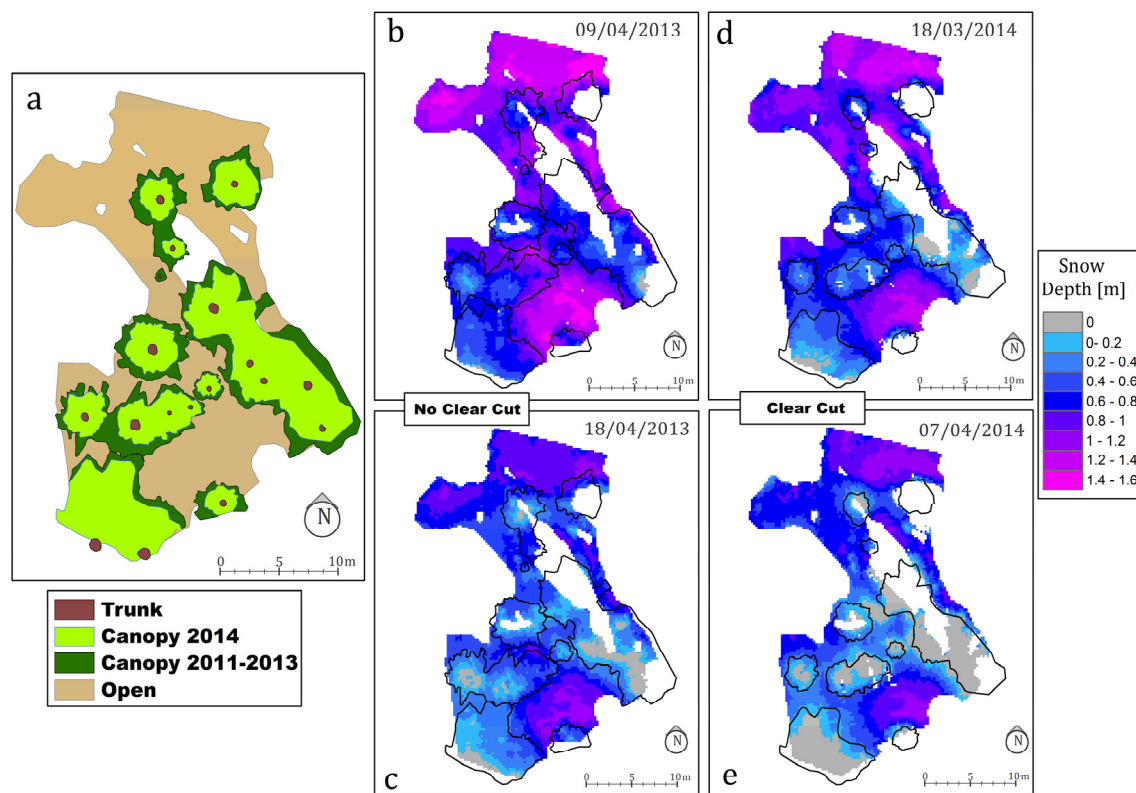 a
N
0 5 10m
Trunk
Canopy 2014
Canopy 2011-2013
Open
b
09/04/2013
N
0 5 10m
No Clear Cut
18/04/2013
N
0 5 10 m
c
d
18/03/2014
N
0 5 10m
Clear Cut
07/04/2014
N
0 5 10m
e
Snow
Depth [m]
0
0- 0.2
0.2 - 0.4
0.4 - 0.6
0.6 - 0.8
0.8 - 1
1 - 1.2
1.2 - 1.4
1.4 - 1.6